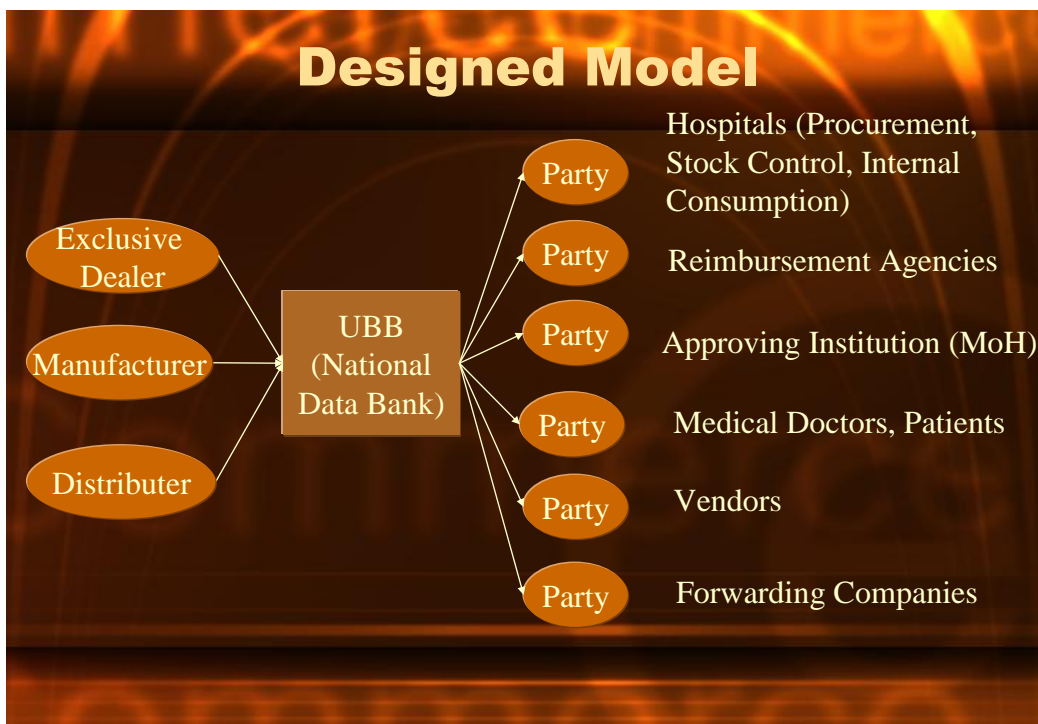 Designed Model
Exclusive
Dealer
Manufacturer
Distributer
UBB
(National
Data Bank)
Party
Hospitals (Procurement,
Stock Control, Internal
Consumption)
Party
Reimbursement Agencies
Party
Approving Institution (MoH)
Party
Medical Doctors, Patients
Party
Vendors
Party
Forwarding Companies